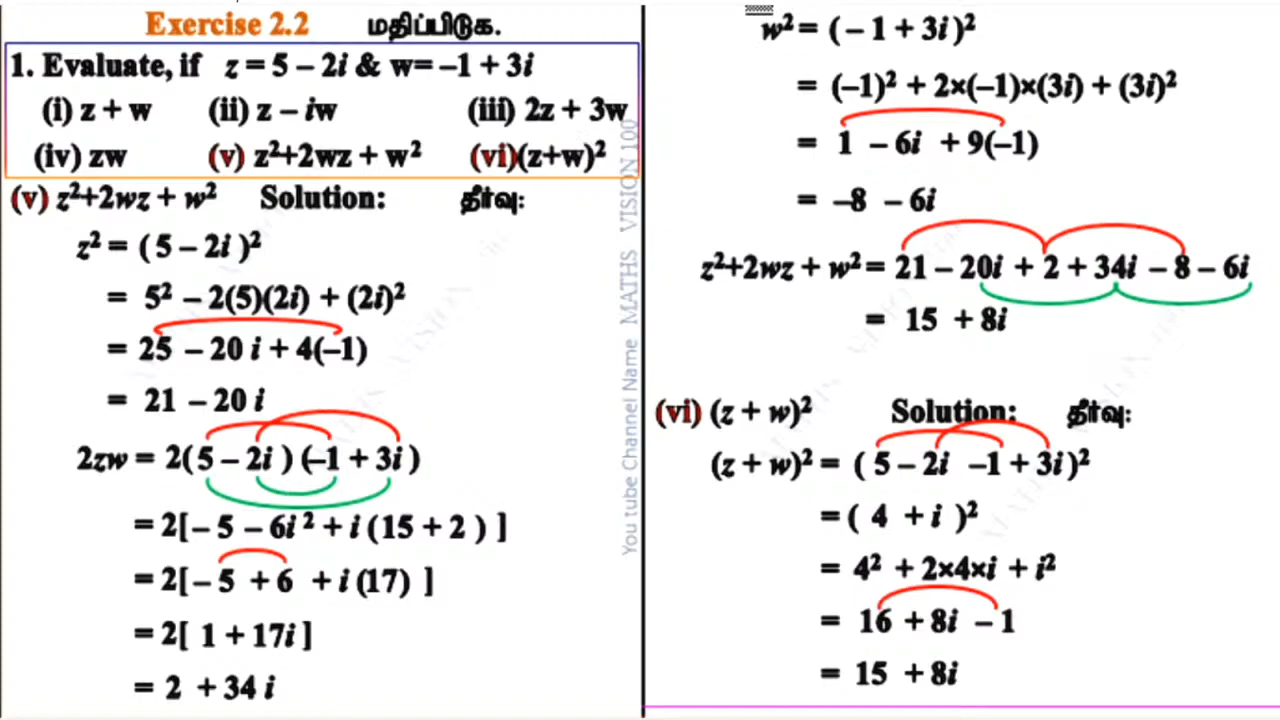 Exercise 2.2 மதிப்பிடுக.
1. Evaluate, if z = 5 – 2i & w= –1 + 3i
(i) z + w (ii) z – iw (iii) 2z + 3w
(iv) zw (v) z²+2wz + w² (vi)(z+w)²
(v) z²+2wz + w² Solution: தீர்வு:
z² = ( 5 – 2i )²
= 5² – 2(5)(2i) + (2i)²
= 25 – 20 i + 4(–1)
= 21 – 20 i
2zw = 2( 5 – 2i ) (–1 + 3i )
= 2[ – 5 – 6i ² + i (15 + 2 ) ]
= 2[ – 5 + 6 + i (17) ]
= 2[ 1 + 17i ]
= 2 + 34 i
You tube Channel Name MATHS VISION 100
w² = ( – 1 + 3i )²
= (–1)² + 2×(–1)×(3i) + (3i)²
= 1 – 6i + 9(–1)
= –8 – 6i
z²+2wz + w² = 21 – 20i + 2 + 34i – 8 – 6i
= 15 + 8i
(vi) (z + w)² Solution: தீர்வு:
(z + w)² = ( 5 – 2i –1 + 3i )²
= ( 4 + i )²
= 4² + 2×4×i + i²
= 16 + 8i – 1
= 15 + 8i